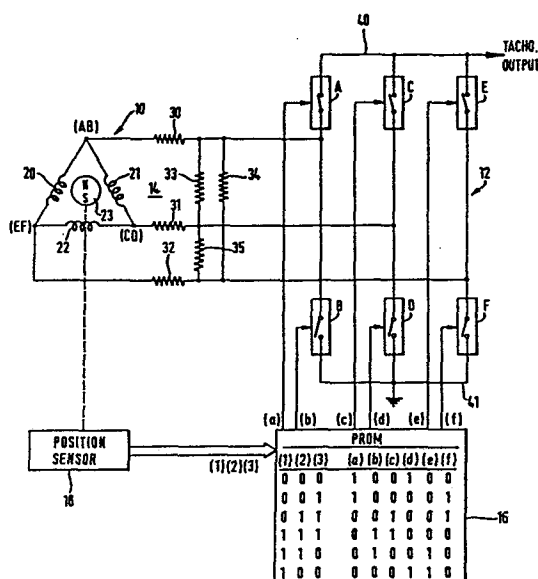 40
TACHO.
OUTPUT
A
C
E
(AB)
10
30
12
20
21
33
34
N
S
14
23
31
(EF)
22
(CD)
35
32
B
D
F
41
(a)
(b)
(c)
(d)
(e)
(f)
POSITION
SENSOR
(1)(2)(3)
18
PROM
(1) (2) (3) (a) (b) (c) (d) (e) (f)
0 0 0 1 0 0 1 0 0
0 0 1 1 0 0 0 0 1
0 1 1 0 0 1 0 0 1
1 1 1 0 1 1 0 0 0
1 1 0 0 1 0 0 1 0
1 0 0 0 0 0 1 1 0
16